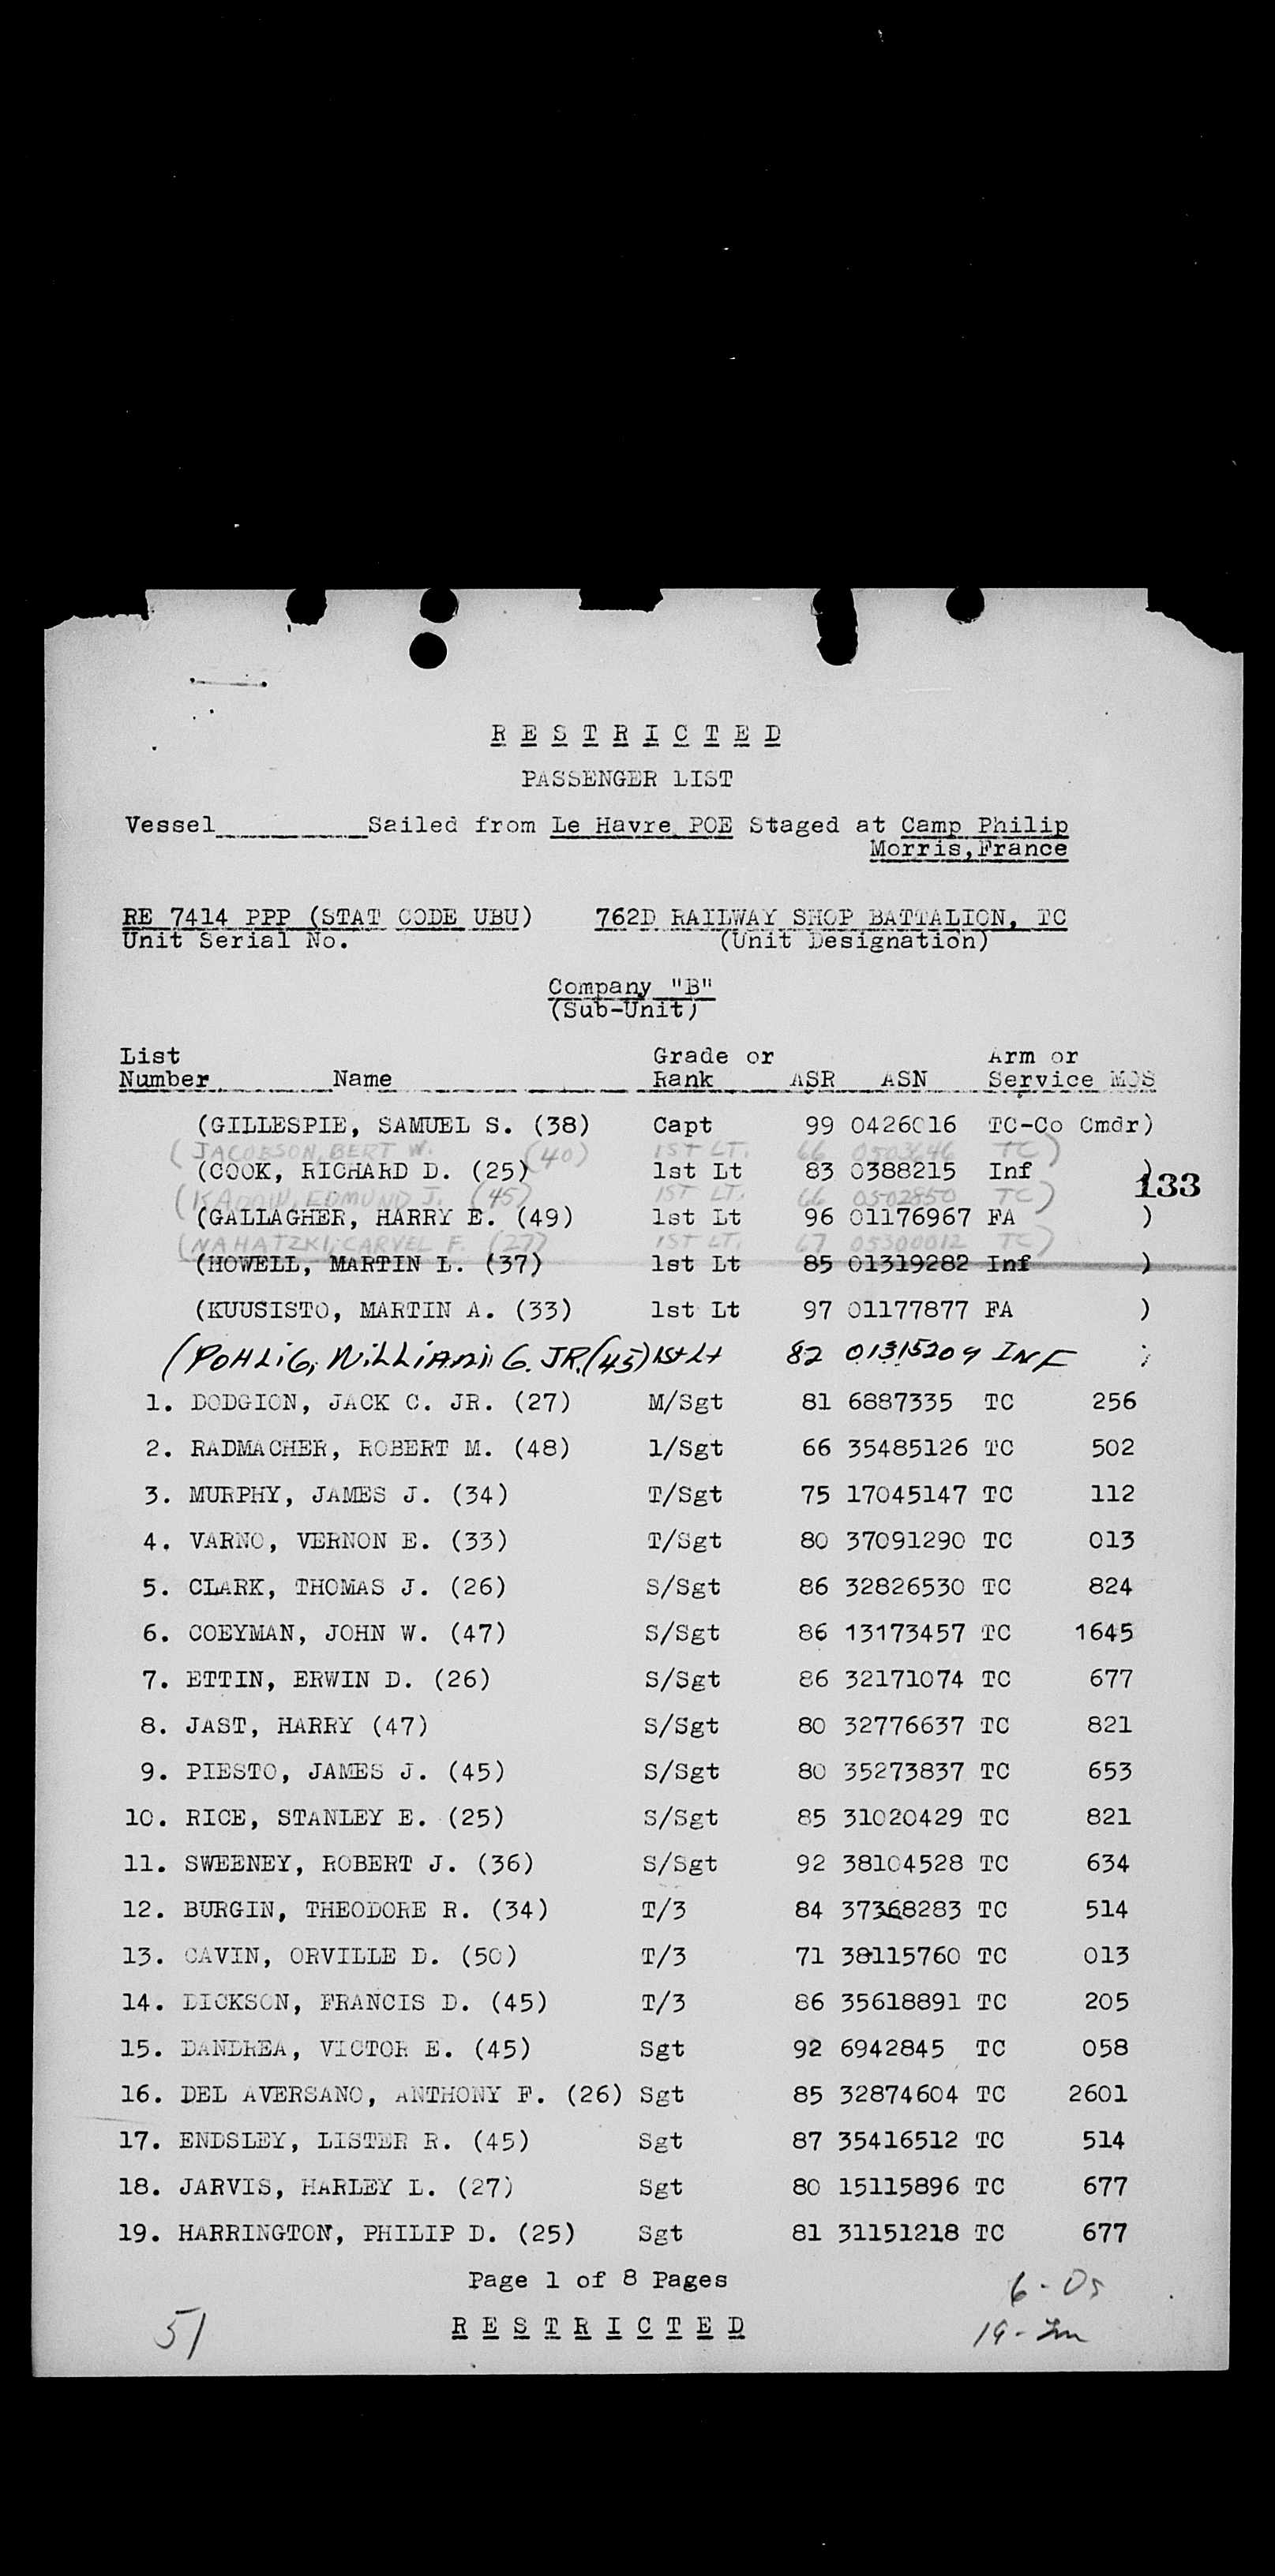 R E S T R I C T E D
PASSENGER LIST
Vessel__________Sailed from Le Havre POE Staged at Camp Philip
Morris,France
RE 7414 PPP (STAT CODE UBU) 762D RAILWAY SHOP BATTALION, TC
Unit Serial No. (Unit Designation)
Company "B"
(Sub-Unit)
List Grade or Arm or
Number Name Rank ASR ASN Service MOS
(GILLESPIE, SAMUEL S. (38) Capt 99 0426016 TC-Co Cmdr)
(JACOBSON, BERT W. (40) 1ST LT. 66 0503646 TC)
(COOK, RICHARD D. (25) 1st Lt 83 0388215 Inf )
133
(KADOW, EDMUND J. (45) 1ST LT. 66 0502850 TC)
(GALLAGHER, HARRY E. (49) 1st Lt 96 01176967 FA )
(NAHATZKI, CARVEL F. (27) 1ST LT. 67 05300012 TC)
(HOWELL, MARTIN L. (37) 1st Lt 85 01319282 Inf )
(KUUSISTO, MARTIN A. (33) 1st Lt 97 01177877 FA )
(POHLIG, WILLIAM G. JR. (45) 1st Lt 82 01315209 INF )
1. DODGION, JACK C. JR. (27) M/Sgt 81 6887335 TC 256
2. RADMACHER, ROBERT M. (48) 1/Sgt 66 35485126 TC 502
3. MURPHY, JAMES J. (34) T/Sgt 75 17045147 TC 112
4. VARNO, VERNON E. (33) T/Sgt 80 37091290 TC 013
5. CLARK, THOMAS J. (26) S/Sgt 86 32826530 TC 824
6. COEYMAN, JOHN W. (47) S/Sgt 86 13173457 TC 1645
7. ETTIN, ERWIN D. (26) S/Sgt 86 32171074 TC 677
8. JAST, HARRY (47) S/Sgt 80 32776637 TC 821
9. PIESTO, JAMES J. (45) S/Sgt 80 35273837 TC 653
10. RICE, STANLEY E. (25) S/Sgt 85 31020429 TC 821
11. SWEENEY, ROBERT J. (36) S/Sgt 92 38104528 TC 634
12. BURGIN, THEODORE R. (34) T/3 84 37368283 TC 514
13. CAVIN, ORVILLE D. (50) T/3 71 38115760 TC 013
14. DICKSON, FRANCIS D. (45) T/3 86 35618891 TC 205
15. DANDREA, VICTOR E. (45) Sgt 92 6942845 TC 058
16. DEL AVERSANO, ANTHONY F. (26) Sgt 85 32874604 TC 2601
17. ENDSLEY, LISTER R. (45) Sgt 87 35416512 TC 514
18. JARVIS, HARLEY L. (27) Sgt 80 15115896 TC 677
19. HARRINGTON, PHILIP D. (25) Sgt 81 31151218 TC 677
Page 1 of 8 Pages
6-
51 R E S T R I C T E D 19-